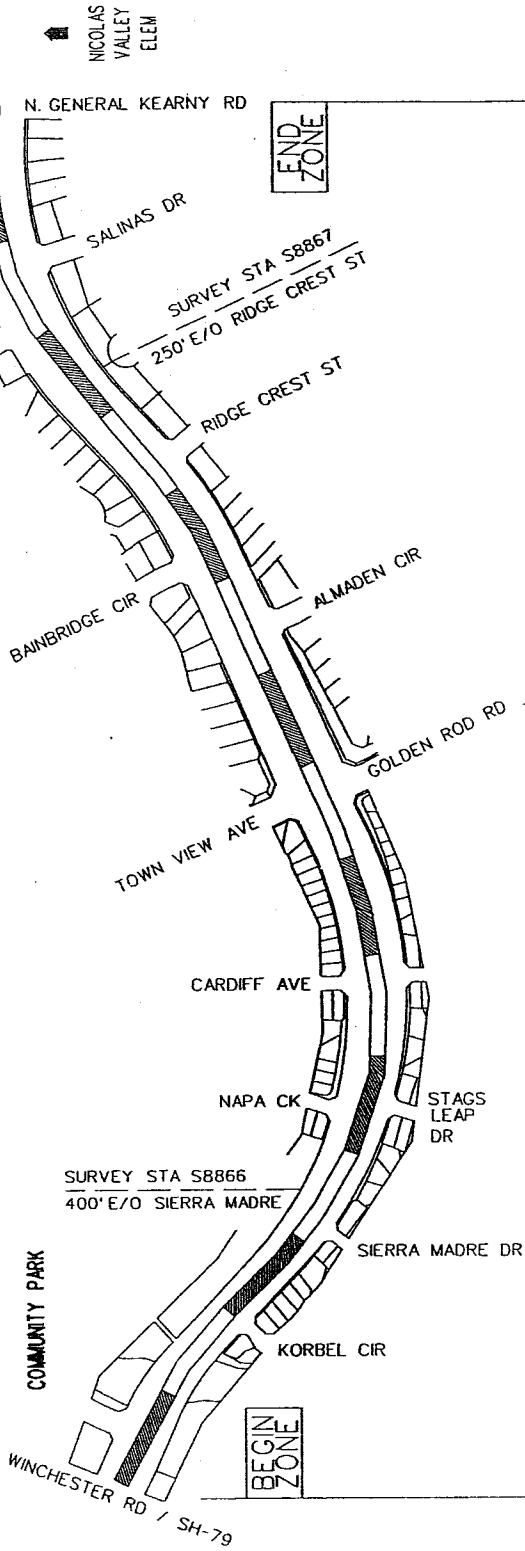 NICOLAS
VALLEY
ELEM
N. GENERAL KEARNY RD
END
ZONE
SALINAS DR
SURVEY STA S8867
250' E/O RIDGE CREST ST
RIDGE CREST ST
BAINBRIDGE CIR
ALMADEN CIR
GOLDEN ROD RD
TOWN VIEW AVE
CARDIFF AVE
NAPA CK
STAGS
LEAP
DR
SURVEY STA S8866
400' E/O SIERRA MADRE
SIERRA MADRE DR
COMMUNITY PARK
KORBEL CIR
BEGIN
ZONE
WINCHESTER RD / SH-79